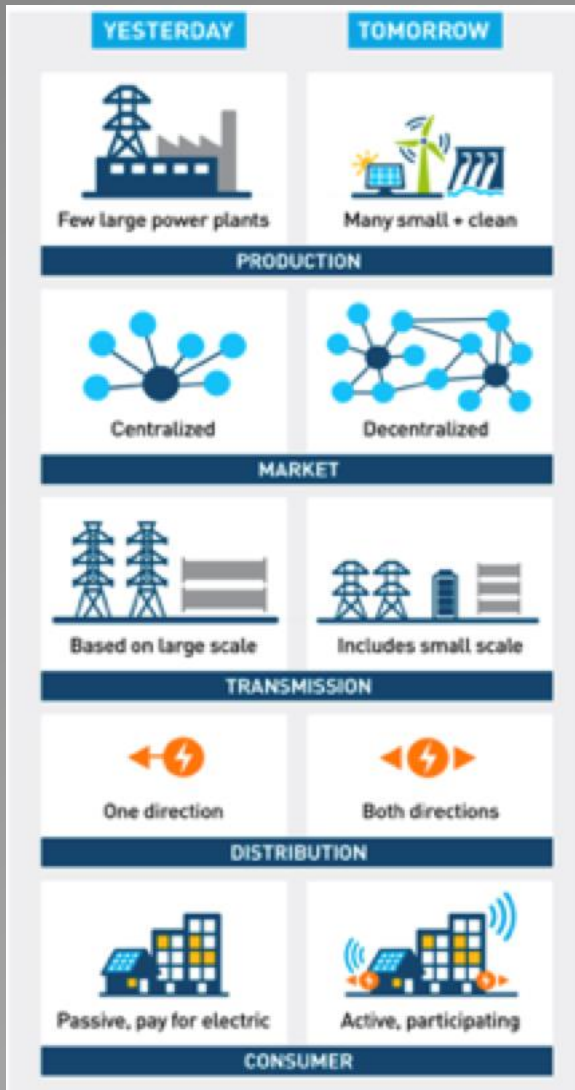 YESTERDAY TOMORROW
Few large power plants Many small + clean
PRODUCTION
Centralized Decentralized
MARKET
Based on large scale Includes small scale
TRANSMISSION
One direction Both directions
DISTRIBUTION
Passive, pay for electric Active, participating
CONSUMER